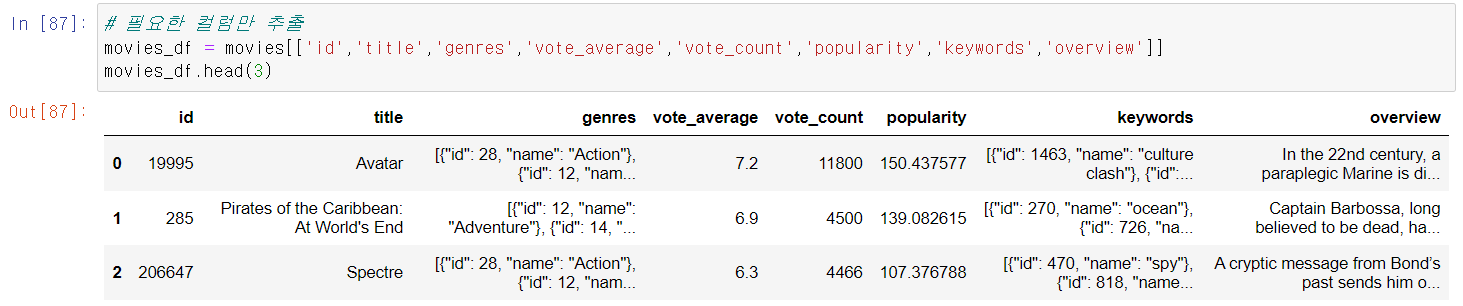 In [87]: # 필요한 컬럼만 추출
movies_df = movies[['id','title','genres','vote_average','vote_count','popularity','keywords','overview']]
movies_df.head(3)
Out[87]:
id title genres vote_average vote_count popularity keywords overview
0 19995 Avatar [{"id": 28, "name": "Action"}, {"id": 12, "nam... 7.2 11800 150.437577 [{"id": 1463, "name": "culture clash"}, {"id":... In the 22nd century, a paraplegic Marine is di...
1 285 Pirates of the Caribbean: At World's End [{"id": 12, "name": "Adventure"}, {"id": 14, "... 6.9 4500 139.082615 [{"id": 270, "name": "ocean"}, {"id": 726, "na... Captain Barbossa, long believed to be dead, ha...
2 206647 Spectre [{"id": 28, "name": "Action"}, {"id": 12, "nam... 6.3 4466 107.376788 [{"id": 470, "name": "spy"}, {"id": 818, "name... A cryptic message from Bond’s past sends him o...